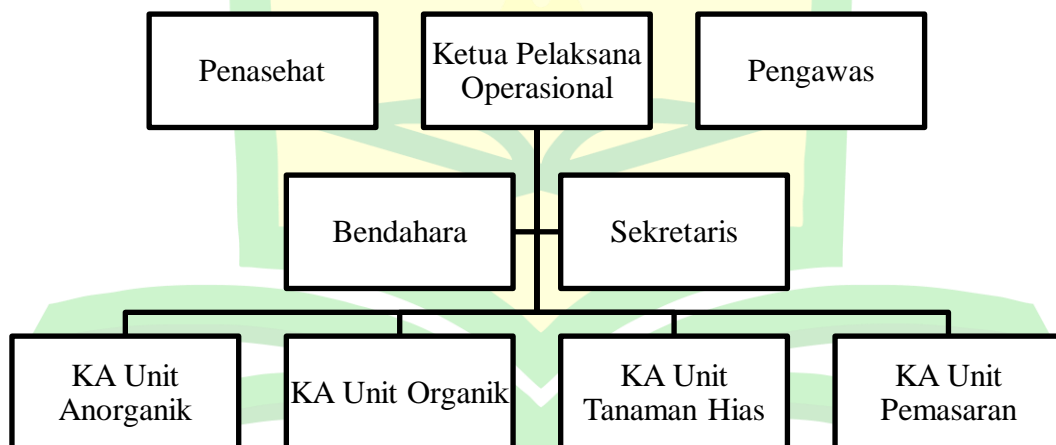 Penasehat
Ketua Pelaksana
Operasional
Pengawas
Bendahara
Sekretaris
KA Unit
Anorganik
KA Unit Organik
KA Unit
Tanaman Hias
KA Unit
Pemasaran